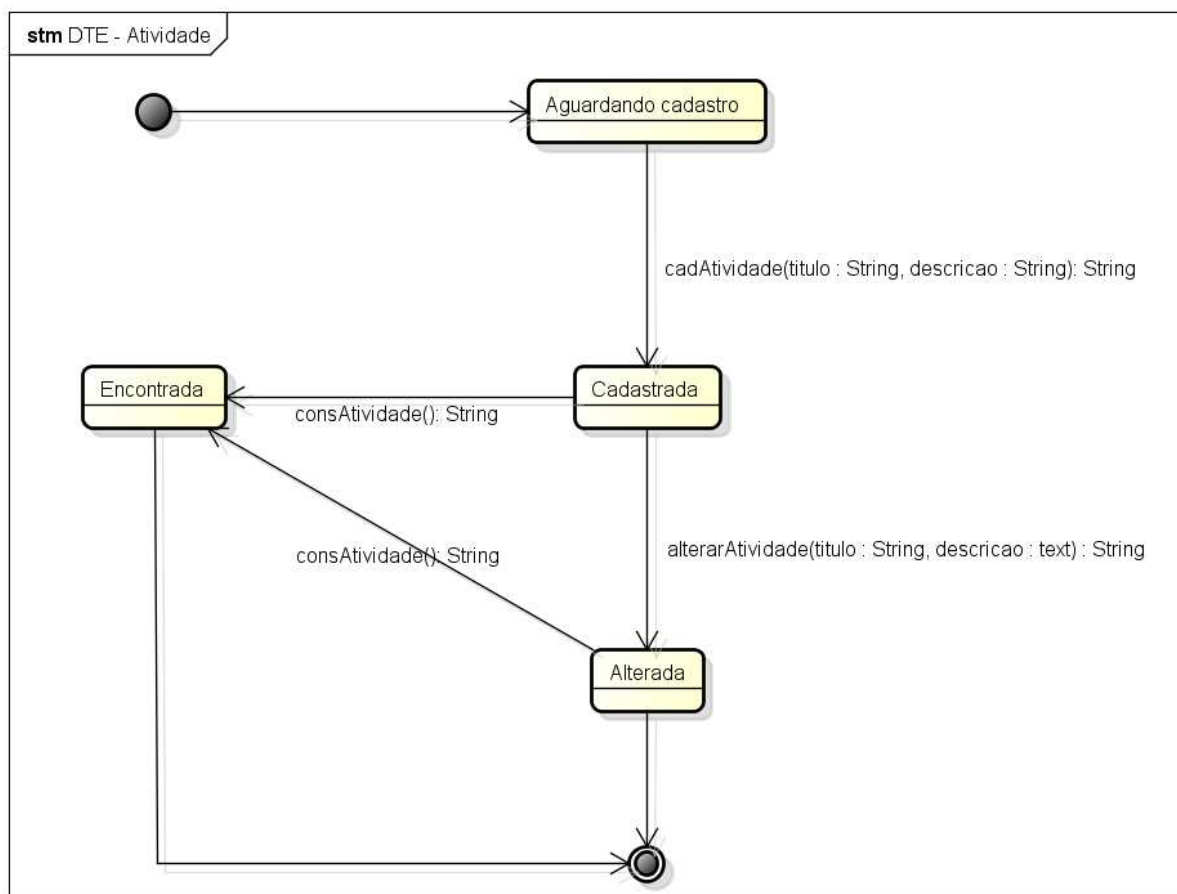 stm DTE - Atividade
Aguardando cadastro
cadAtividade(titulo : String, descricao : String): String
Encontrada
Cadastrada
consAtividade(): String
consAtividade(): String
alterarAtividade(titulo : String, descricao : text) : String
Alterada